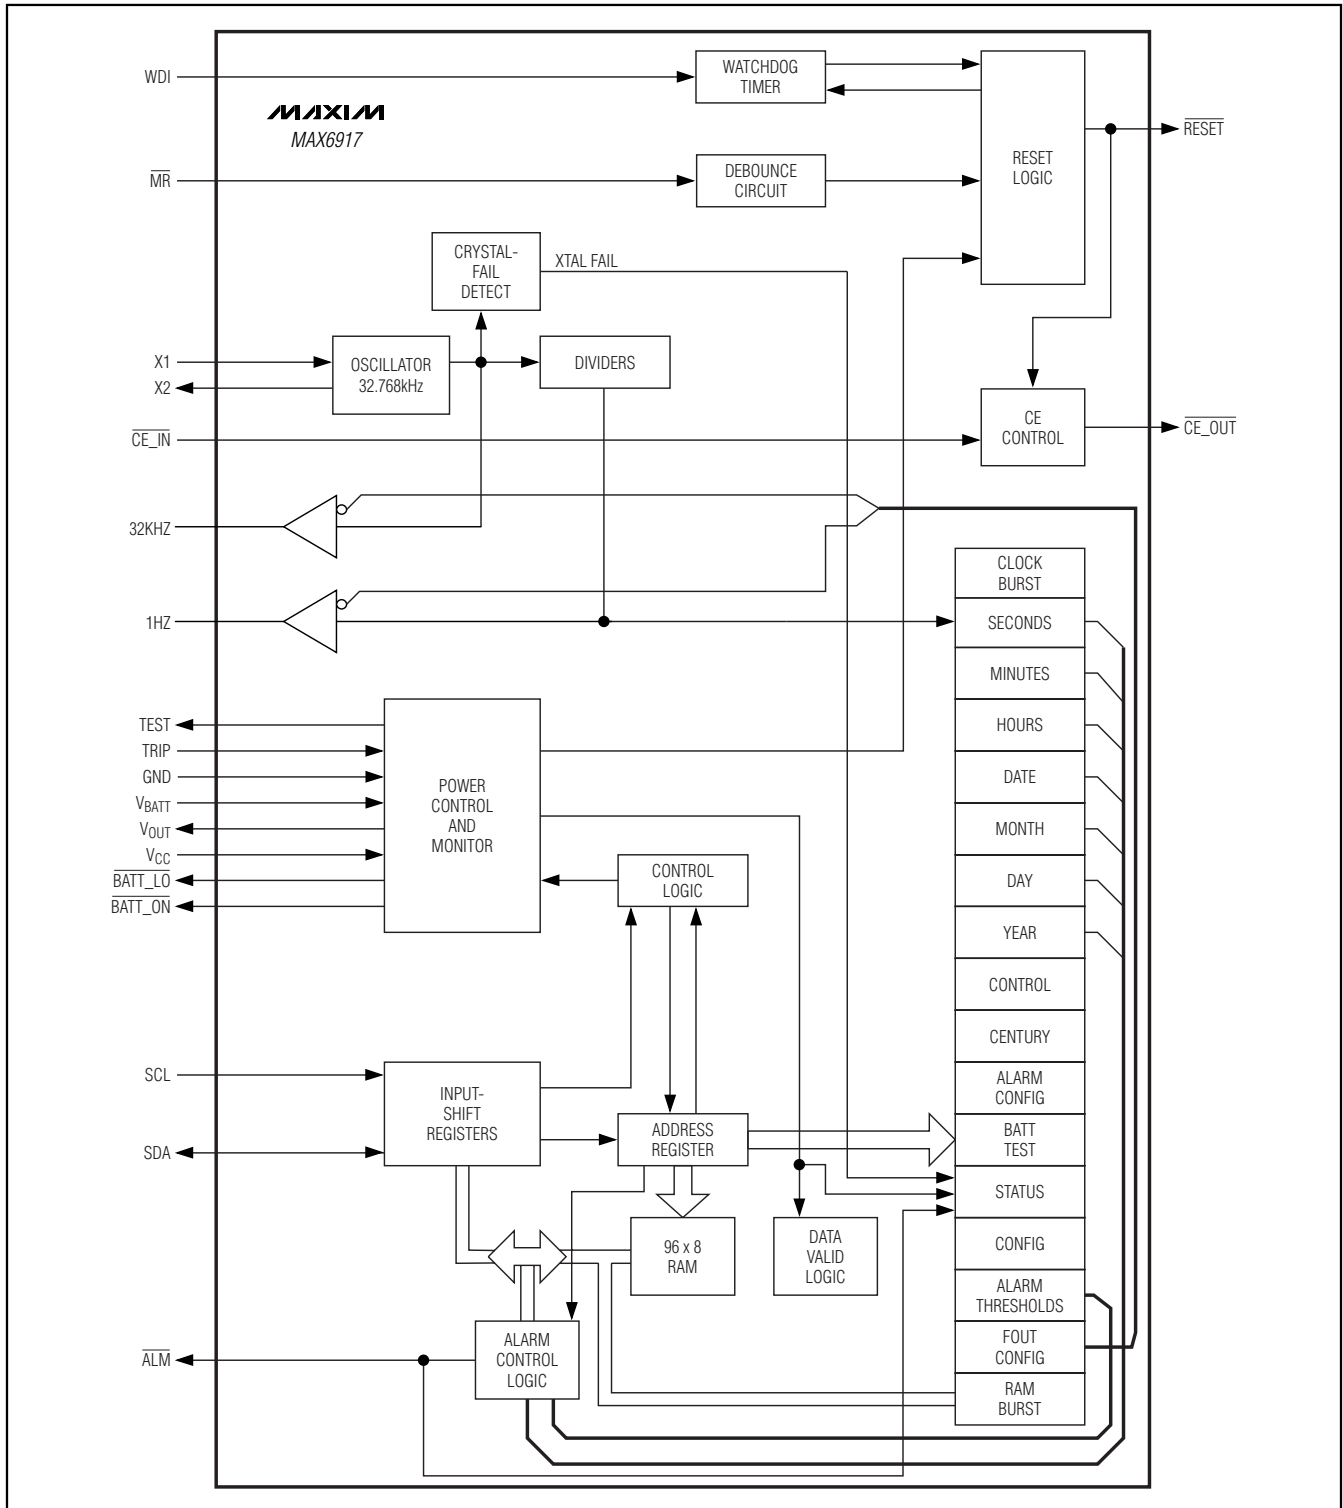 WDI
WATCHDOG
TIMER
MAXIM
MAX6917
RESET
LOGIC
RESET
MR
DEBOUNCE
CIRCUIT
CRYSTAL-
FAIL
DETECT
XTAL FAIL
X1
X2
OSCILLATOR
32.768kHz
DIVIDERS
CE_IN
CE
CONTROL
CE_OUT
32KHZ
1HZ
CLOCK
BURST
SECONDS
MINUTES
HOURS
DATE
MONTH
DAY
YEAR
CONTROL
CENTURY
ALARM
CONFIG
BATT
TEST
STATUS
CONFIG
ALARM
THRESHOLDS
FOUT
CONFIG
RAM
BURST
TEST
TRIP
GND
VBATT
VOUT
VCC
BATT_LO
BATT_ON
POWER
CONTROL
AND
MONITOR
CONTROL
LOGIC
SCL
SDA
INPUT-
SHIFT
REGISTERS
ADDRESS
REGISTER
96 x 8
RAM
DATA
VALID
LOGIC
ALM
ALARM
CONTROL
LOGIC